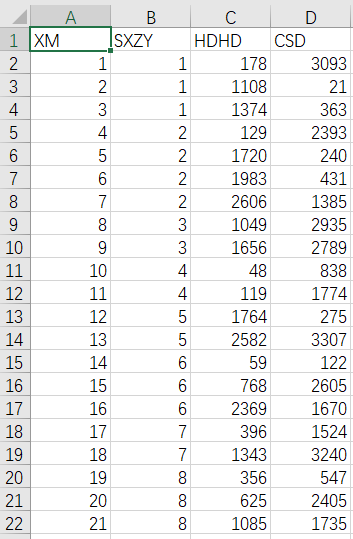 A B C D
1 XM SXZY HDHD CSD
2 1 1 178 3093
3 2 1 1108 21
4 3 1 1374 363
5 4 2 129 2393
6 5 2 1720 240
7 6 2 1983 431
8 7 2 2606 1385
9 8 3 1049 2935
10 9 3 1656 2789
11 10 4 48 838
12 11 4 119 1774
13 12 5 1764 275
14 13 5 2582 3307
15 14 6 59 122
16 15 6 768 2605
17 16 6 2369 1670
18 17 7 396 1524
19 18 7 1343 3240
20 19 8 356 547
21 20 8 625 2405
22 21 8 1085 1735